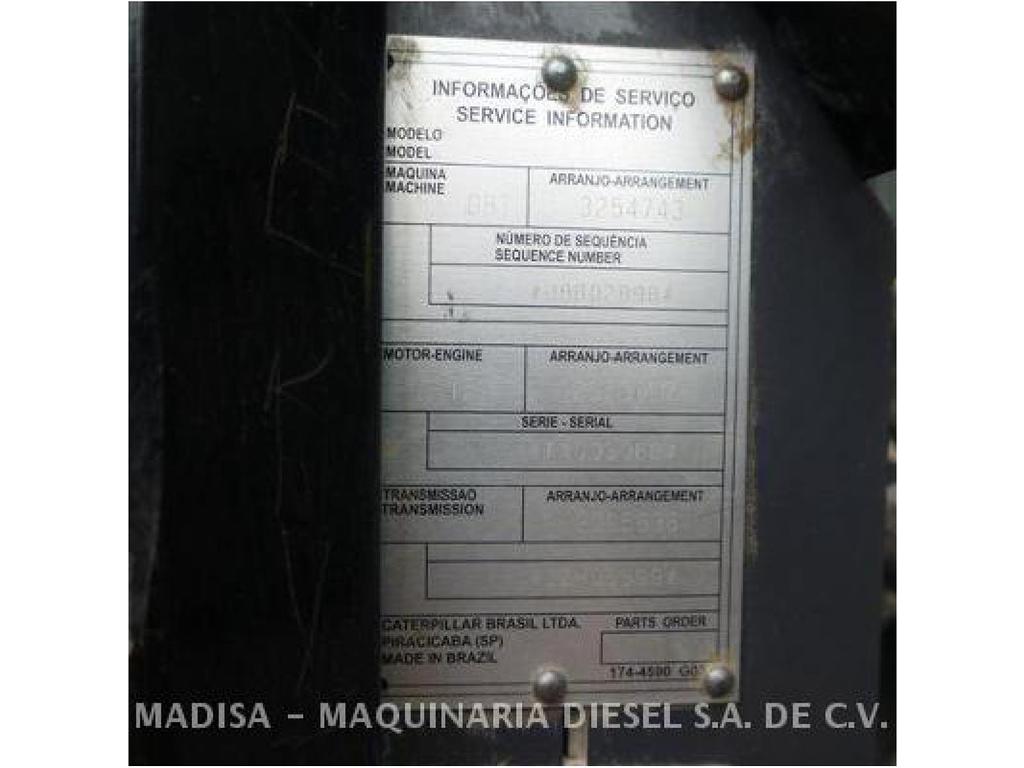 INFORMAÇÕES DE SERVIÇO
SERVICE INFORMATION
MODELO
MODEL
MAQUINA
MACHINE
ARRANJO-ARRANGEMENT
3254743
NÚMERO DE SEQUÊNCIA
SEQUENCE NUMBER
MOTOR-ENGINE
ARRANJO-ARRANGEMENT
SERIE - SERIAL
TRANSMISSAO
TRANSMISSION
ARRANJO-ARRANGEMENT
CATERPILLAR BRASIL LTDA.
PIRACICABA (SP)
MADE IN BRAZIL
PARTS ORDER
174-4590
MADISA - MAQUINARIA DIESEL S.A. DE C.V.